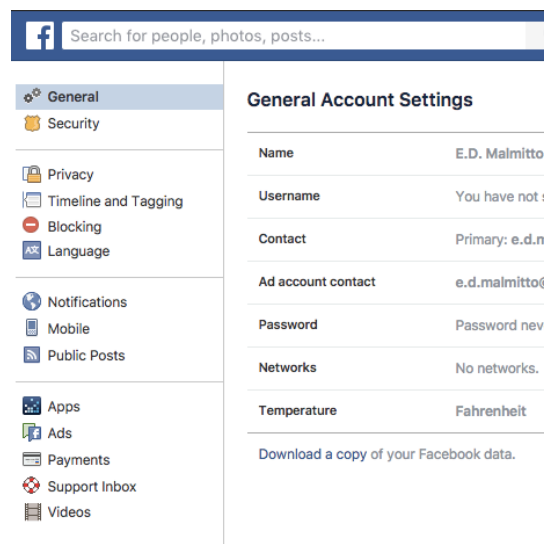 Search for people, photos, posts...
General
Security
Privacy
Timeline and Tagging
Blocking
Language
Notifications
Mobile
Public Posts
Apps
Ads
Payments
Support Inbox
Videos
General Account Settings
Name E.D. Malmitto
Username You have not
Contact Primary: e.d.m
Ad account contact e.d.malmitto@
Password Password nev
Networks No networks.
Temperature Fahrenheit
Download a copy of your Facebook data.